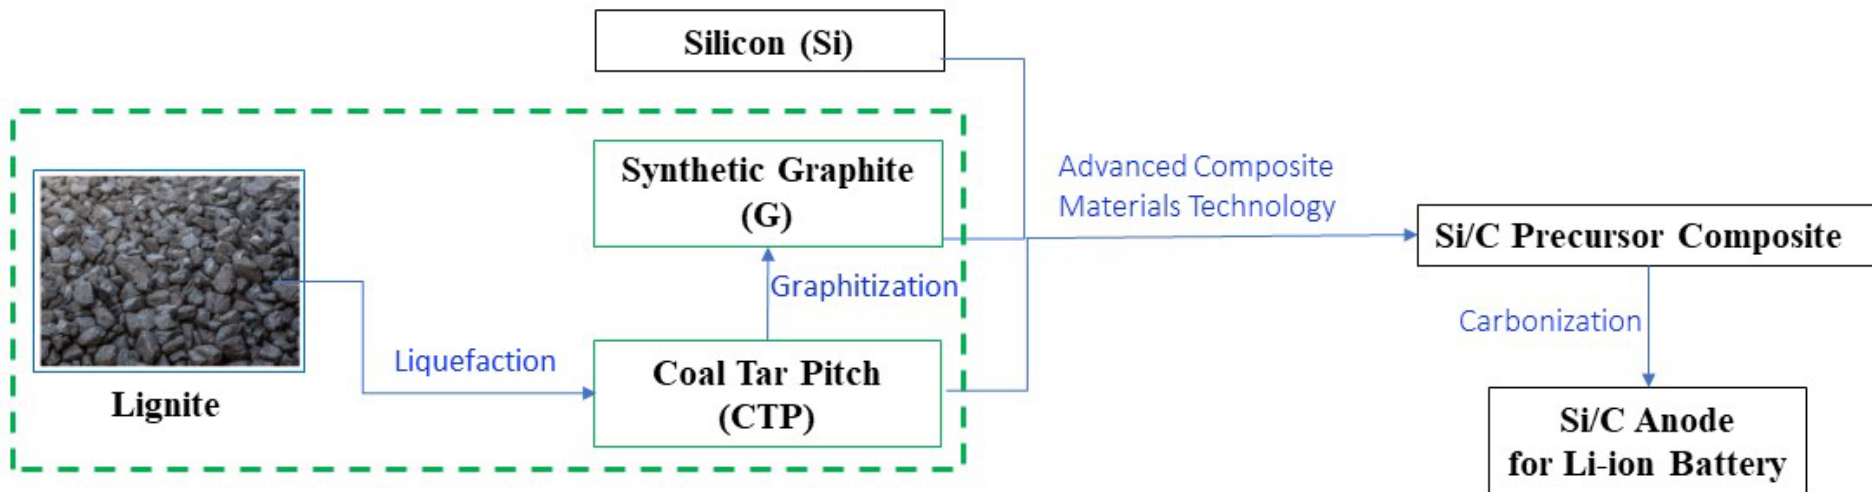 Silicon (Si)
Synthetic Graphite
(G)
Advanced Composite
Materials Technology
Si/C Precursor Composite
Graphitization
Carbonization
Liquefaction
Coal Tar Pitch
(CTP)
Lignite
Si/C Anode
for Li-ion Battery